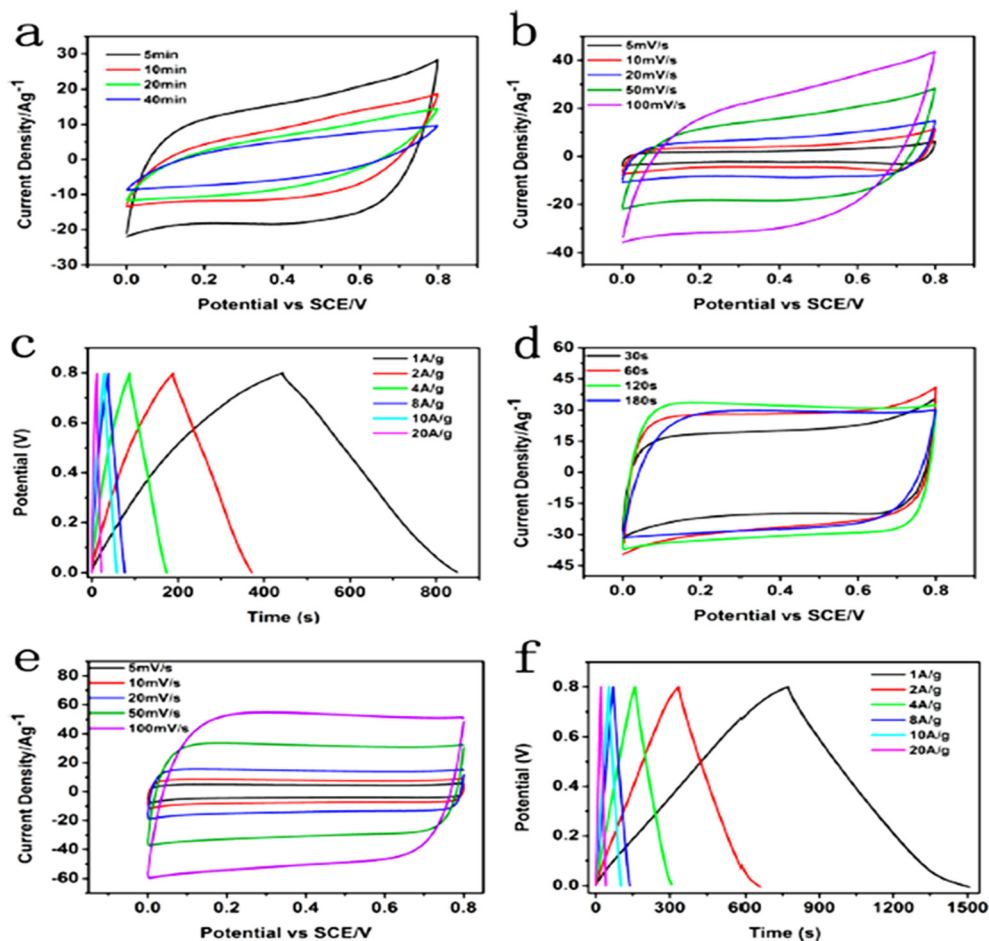 a
5min
10min
20min
40min
30
20
10
0
-10
-20
-30
0.0 0.2 0.4 0.6 0.8
Current Density/Ag-1
Potential vs SCE/V
b
5mV/s
10mV/s
20mV/s
50mV/s
100mV/s
40
20
0
-20
-40
0.0 0.2 0.4 0.6 0.8
Current Density/Ag-1
Potential vs SCE/V
c
1A/g
2A/g
4A/g
8A/g
10A/g
20A/g
0.8
0.6
0.4
0.2
0.0
0 200 400 600 800
Potential (V)
Time (s)
d
30s
60s
120s
180s
60
45
30
15
0
-15
-30
-45
0.0 0.2 0.4 0.6 0.8
Current Density/Ag-1
Potential vs SCE/V
e
5mV/s
10mV/s
20mV/s
50mV/s
100mV/s
80
60
40
20
0
-20
-40
-60
0.0 0.2 0.4 0.6 0.8
Current Density/Ag-1
Potential vs SCE/V
f
1A/g
2A/g
4A/g
8A/g
10A/g
20A/g
0.8
0.6
0.4
0.2
0.0
0 300 600 900 1200 1500
Potential (V)
Time (s)